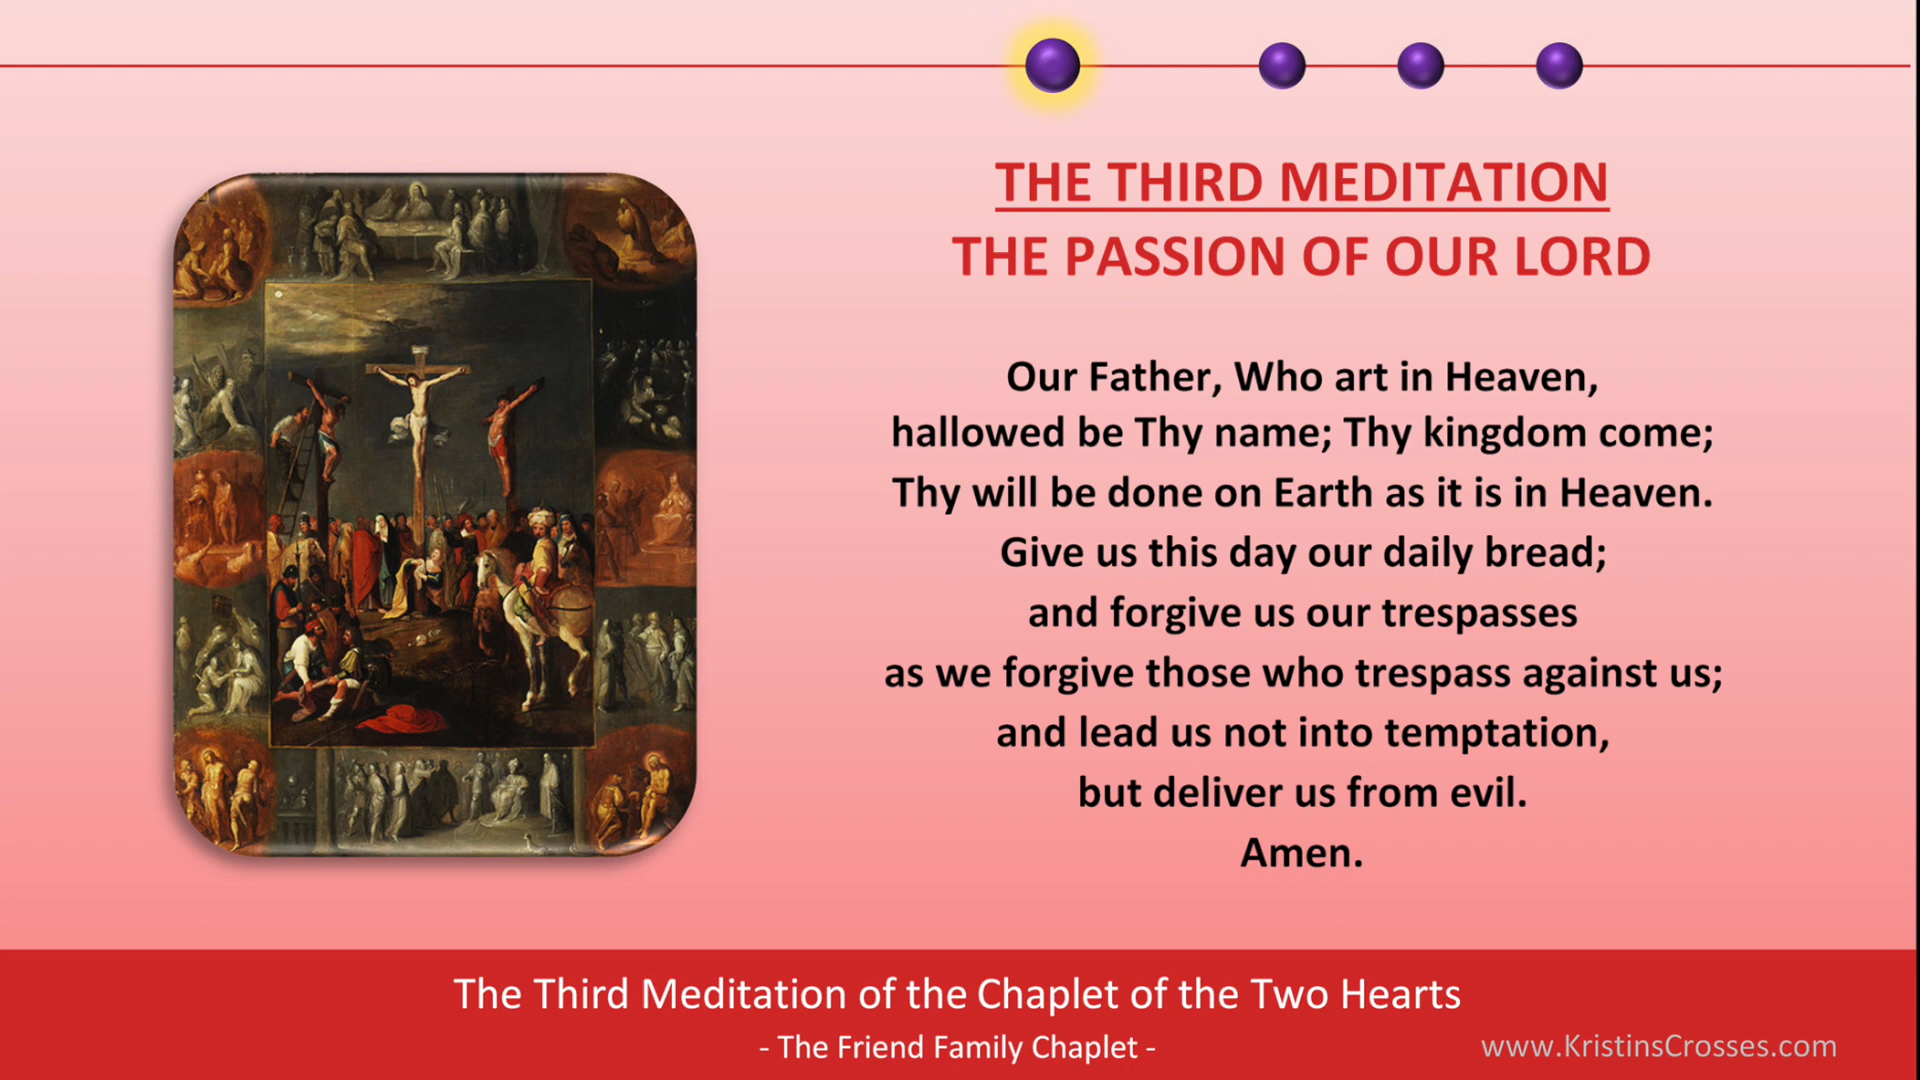 THE THIRD MEDITATION
THE PASSION OF OUR LORD
Our Father, Who art in Heaven,
hallowed be Thy name; Thy kingdom come;
Thy will be done on Earth as it is in Heaven.
Give us this day our daily bread;
and forgive us our trespasses
as we forgive those who trespass against us;
and lead us not into temptation,
but deliver us from evil.
Amen.
The Third Meditation of the Chaplet of the Two Hearts
- The Friend Family Chaplet -
www.KristinsCrosses.com